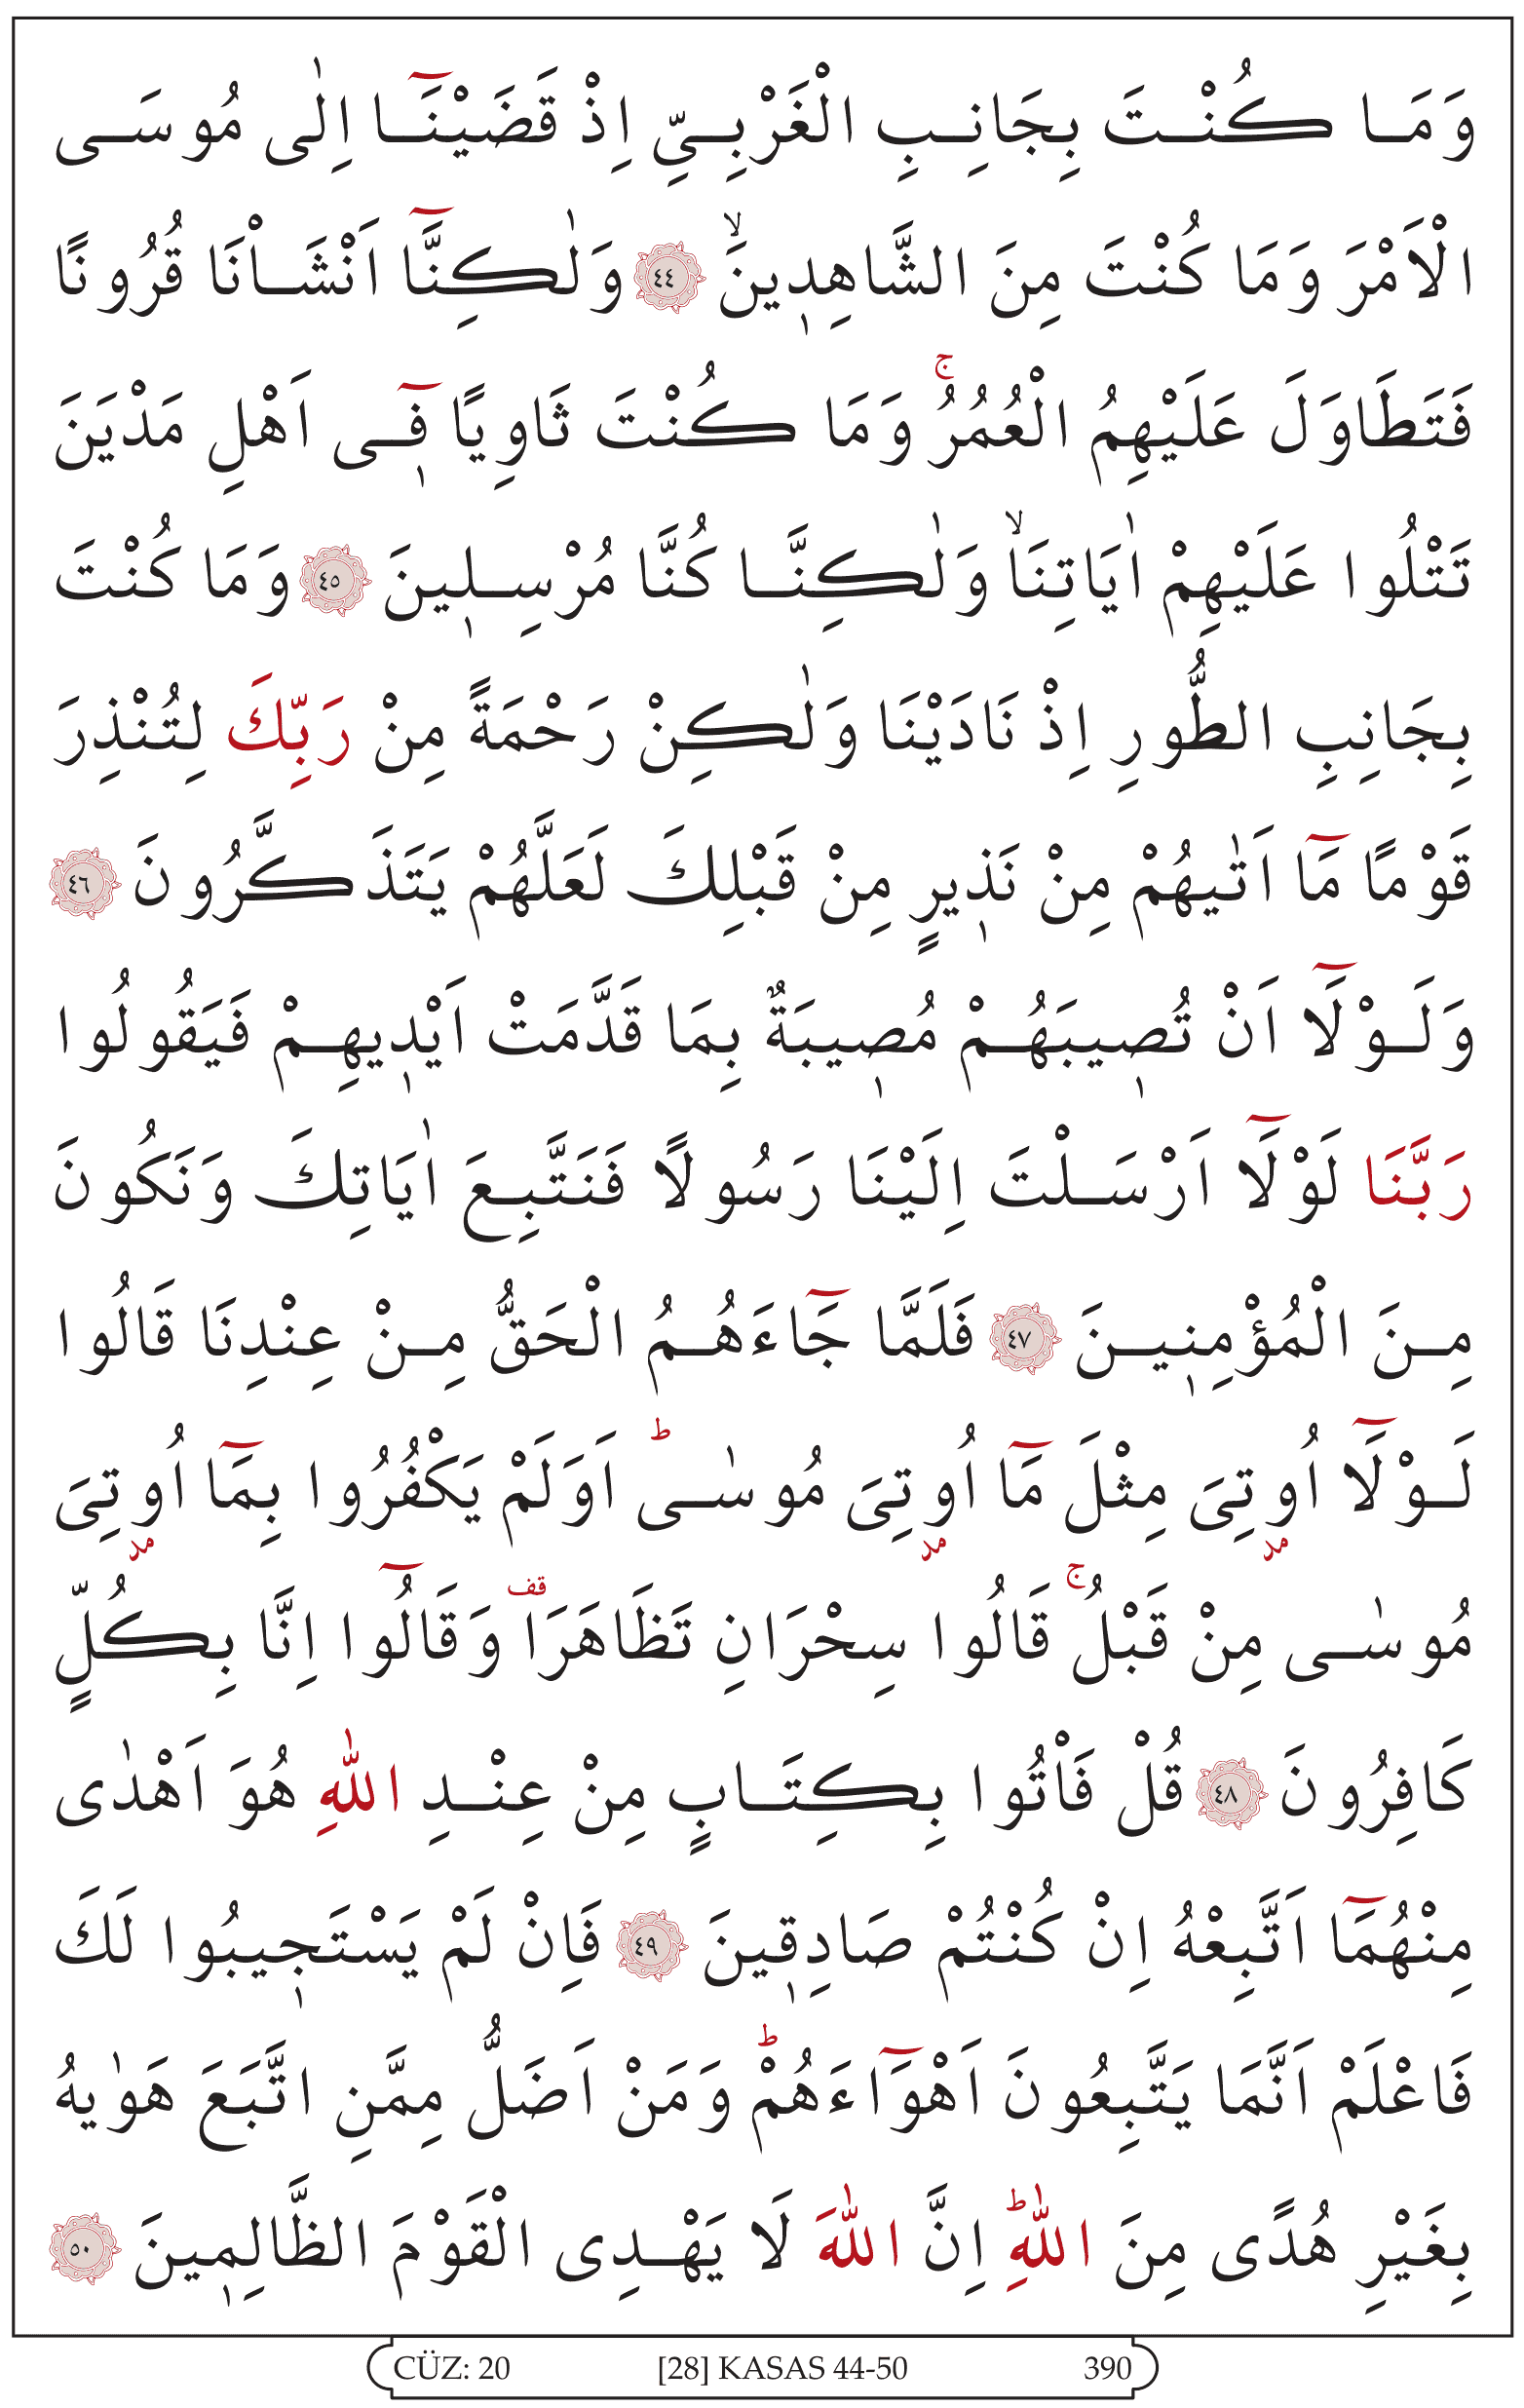 وَمَا كُنْتَ بِجَانِبِ الْغَرْبِيِّ اِذْ قَضَيْنَٓا اِلٰى مُوسَى
الْاَمْرَ وَمَا كُنْتَ مِنَ الشَّاهِد۪ينَۙ ﴿٤٤﴾ وَلٰكِنَّٓا اَنْشَاْنَا قُرُونًا
فَتَطَاوَلَ عَلَيْهِمُ الْعُمُرُۚ وَمَا كُنْتَ ثَاوِيًا ف۪ٓى اَهْلِ مَدْيَنَ
تَتْلُوا عَلَيْهِمْ اٰيَاتِنَاۙ وَلٰكِنَّا كُنَّا مُرْسِل۪ينَ ﴿٤٥﴾ وَمَا كُنْتَ
بِجَانِبِ الطُّورِ اِذْ نَادَيْنَا وَلٰكِنْ رَحْمَةً مِنْ رَبِّكَ لِتُنْذِرَ
قَوْمًا مَٓا اَتٰيهُمْ مِنْ نَذ۪يرٍ مِنْ قَبْلِكَ لَعَلَّهُمْ يَتَذَكَّرُونَ ﴿٤٦﴾
وَلَوْلَٓا اَنْ تُص۪يبَهُمْ مُص۪يبَةٌ بِمَا قَدَّمَتْ اَيْد۪يهِمْ فَيَقُولُوا
رَبَّنَا لَوْلَٓا اَرْسَلْتَ اِلَيْنَا رَسُولًا فَنَتَّبِعَ اٰيَاتِكَ وَنَكُونَ
مِنَ الْمُؤْمِن۪ينَ ﴿٤٧﴾ فَلَمَّا جَٓاءَهُمُ الْحَقُّ مِنْ عِنْدِنَا قَالُوا
لَوْلَٓا اُو۫تِىَ مِثْلَ مَٓا اُو۫تِىَ مُوسٰىۜ اَوَلَمْ يَكْفُرُوا بِمَٓا اُو۫تِىَ
مُوسٰى مِنْ قَبْلُۚ قَالُوا سِحْرَانِ تَظَاهَرَا۠ وَقَالُٓوا اِنَّا بِكُلٍّ
كَافِرُونَ ﴿٤٨﴾ قُلْ فَاْتُوا بِكِتَابٍ مِنْ عِنْدِ اللّٰهِ هُوَ اَهْدٰى
مِنْهُمَٓا اَتَّبِعْهُ اِنْ كُنْتُمْ صَادِق۪ينَ ﴿٤٩﴾ فَاِنْ لَمْ يَسْتَج۪يبُوا لَكَ
فَاعْلَمْ اَنَّمَا يَتَّبِعُونَ اَهْوَٓاءَهُمْۜ وَمَنْ اَضَلُّ مِمَّنِ اتَّبَعَ هَوٰيهُ
بِغَيْرِ هُدًى مِنَ اللّٰهِۜ اِنَّ اللّٰهَ لَا يَهْدِى الْقَوْمَ الظَّالِم۪ينَ ﴿٥٠﴾
CÜZ: 20 [28] KASAS 44-50 390